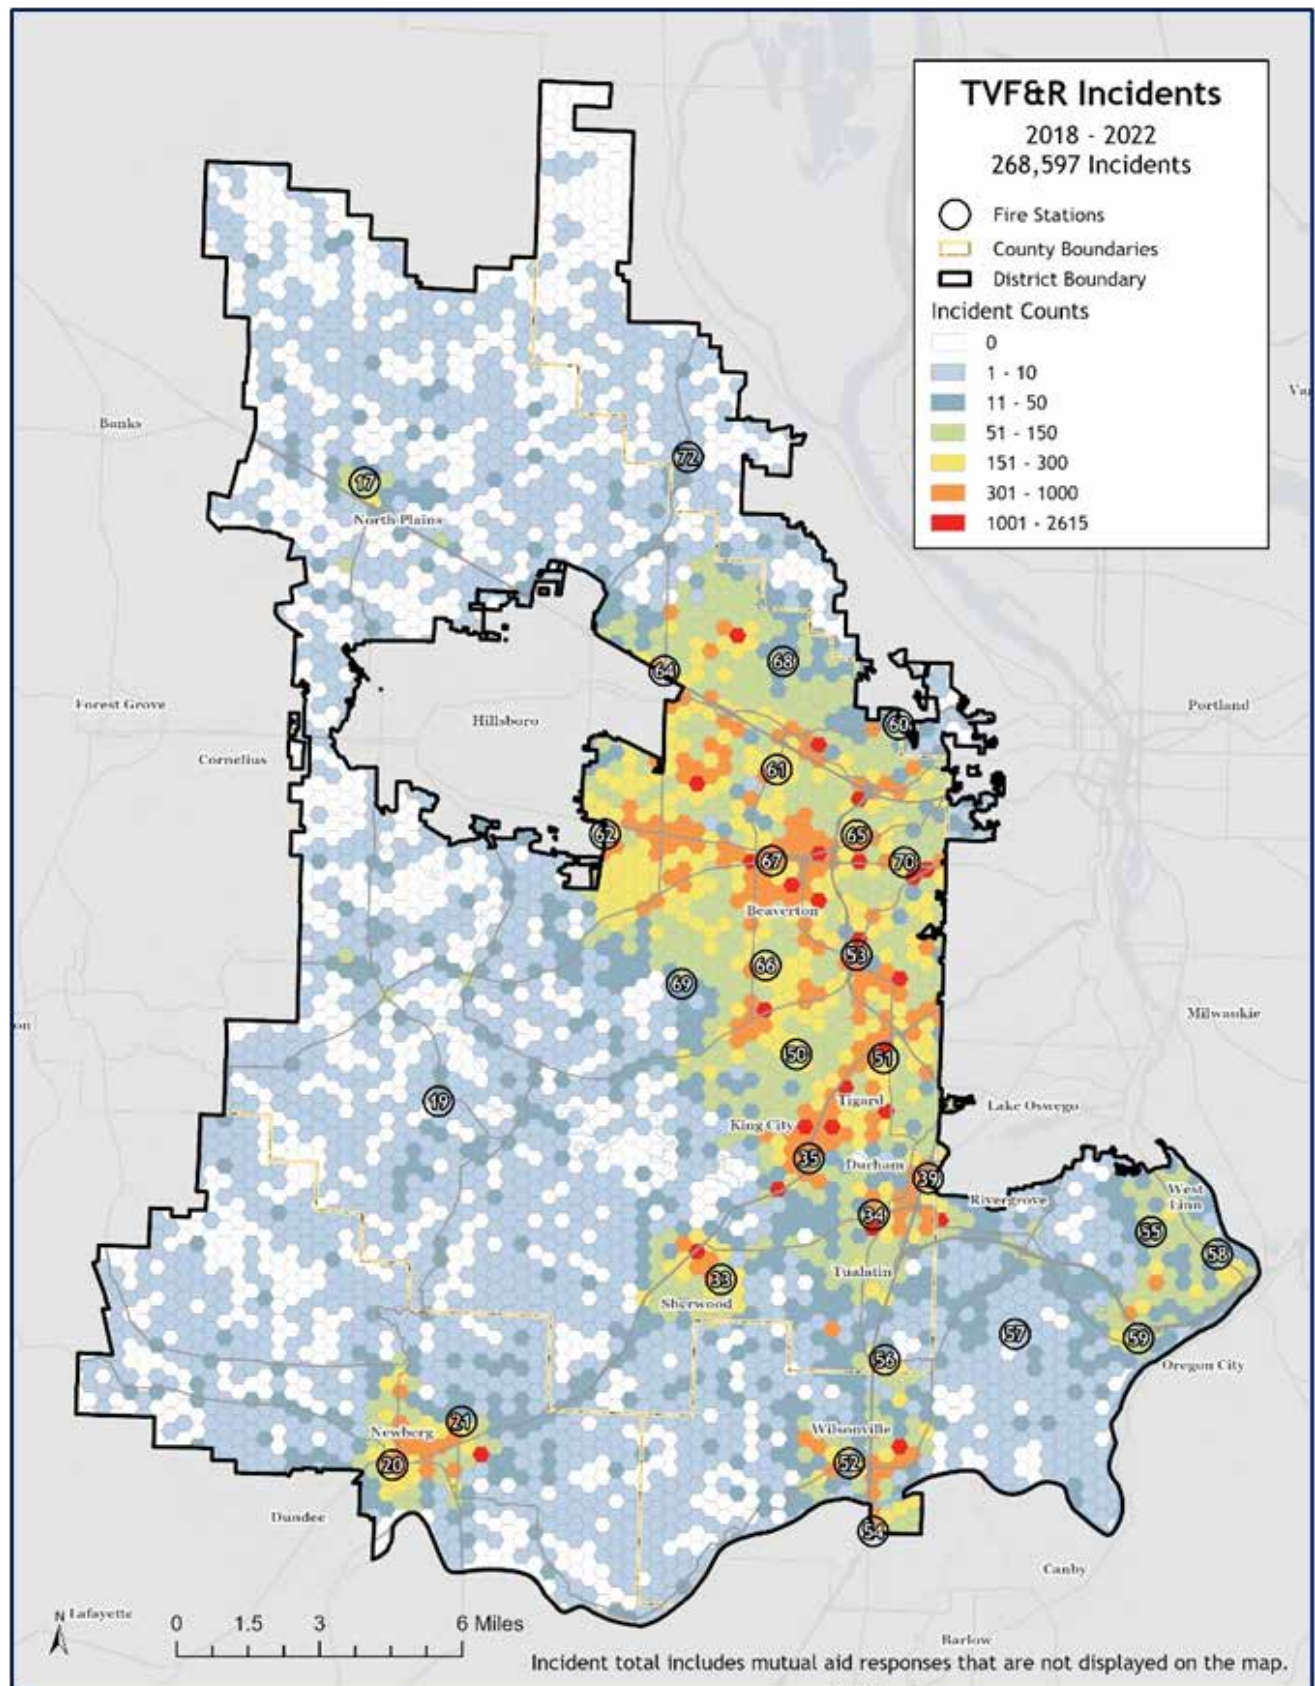 TVF&R Incidents
2018 - 2022
268,597 Incidents
Fire Stations
County Boundaries
District Boundary
Incident Counts
0
1 - 10
11 - 50
51 - 150
151 - 300
301 - 1000
1001 - 2615
Banks
72
17
North Plains
68
64
Forest Grove
Hillsboro
60
Portland
Cornelius
61
62
65
67
70
Beaverton
53
66
69
Milwaukie
on
50
51
19
Tigard
Lake Oswego
King City
35
Durham
39
Rivergrove
West
Linn
34
55
58
Tualatin
33
Sherwood
57
59
56
Oregon City
21
Newberg
Wilsonville
20
52
Dundee
54
Canby
N
Lafayette
0 1.5 3 6 Miles
Barlow
Incident total includes mutual aid responses that are not displayed on the map.